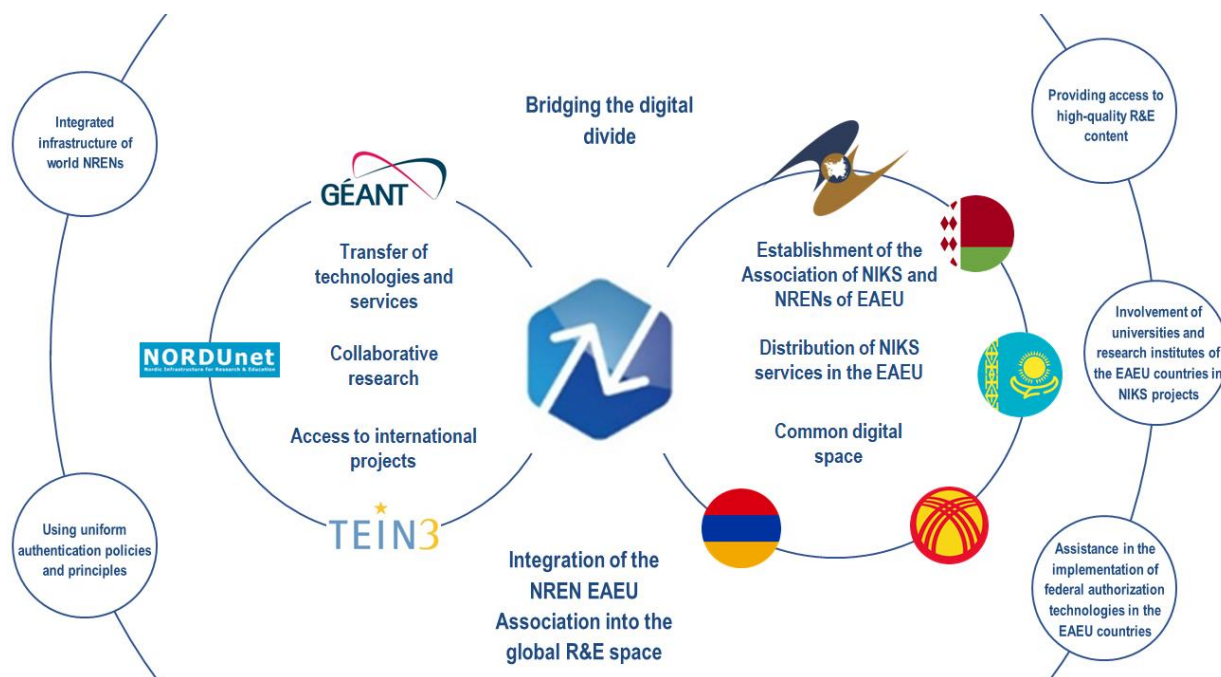 Integrated
infrastructure of
world NRENs
Using uniform
authentication policies
and principles
GÉANT
Transfer of
technologies and
services
NORDUnet
Nordic Infrastructure for Research & Education
Collaborative
research
Access to international
projects
TEIN3
Bridging the digital
divide
Integration of the
NREN EAEU
Association into the
global R&E space
Establishment of the
Association of NIKS and
NRENs of EAEU
Distribution of NIKS
services in the EAEU
Common digital
space
Providing access to
high-quality R&E
content
Involvement of
universities and
research institutes of
the EAEU countries in
NIKS projects
Assistance in the
implementation of
federal authorization
technologies in the
EAEU countries